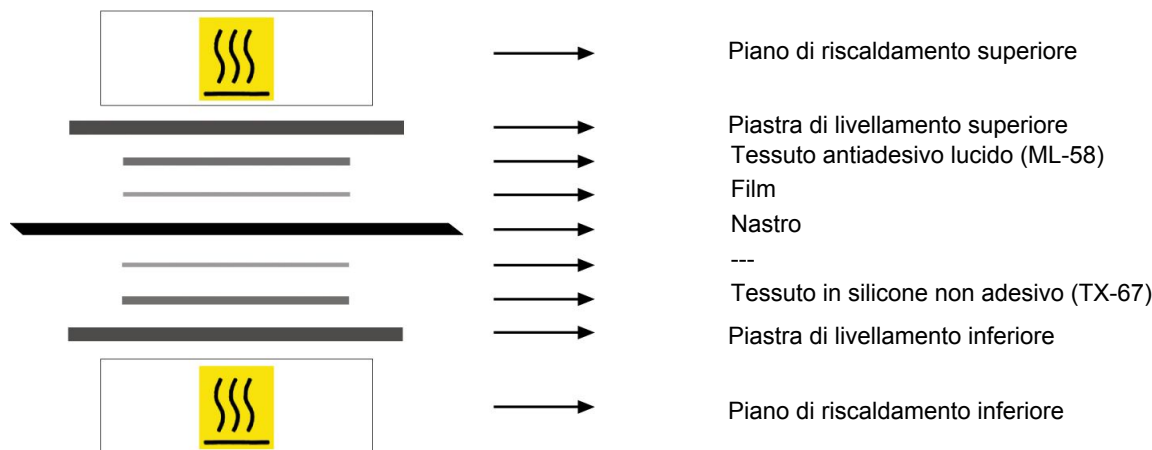 Piano di riscaldamento superiore
Piastra di livellamento superiore
Tessuto antiadesivo lucido (ML-58)
Film
Nastro
---
Tessuto in silicone non adesivo (TX-67)
Piastra di livellamento inferiore
Piano di riscaldamento inferiore